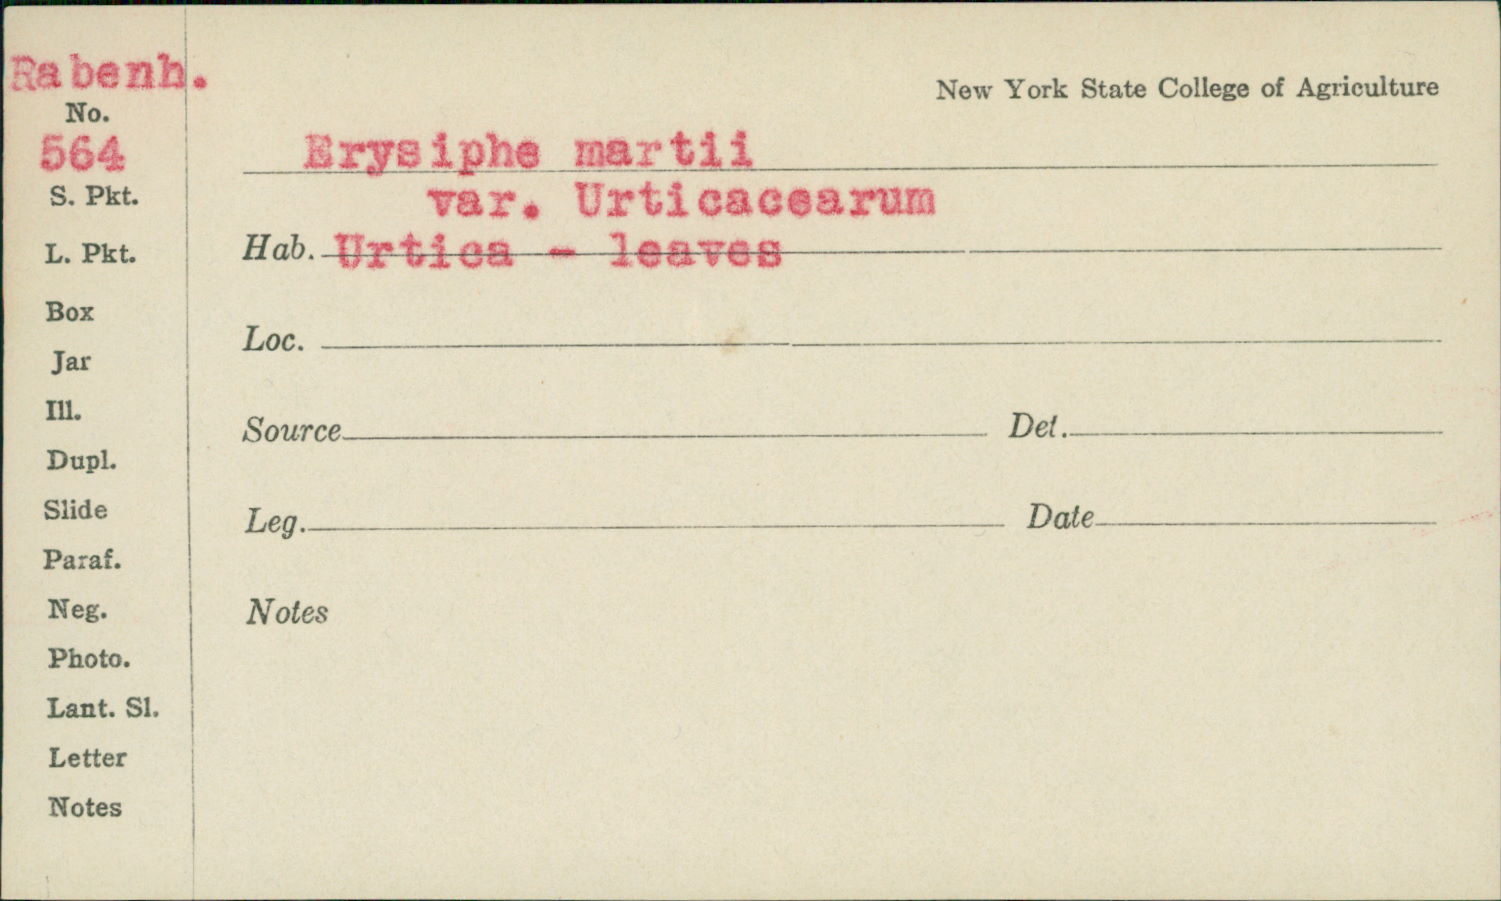 Rabenh.
New York State College of Agriculture
No.
564
Erysiphe martii
S. Pkt.
var. Urticacearum
L. Pkt.
Hab. Urtica - leaves
Box
Loc.
Jar
Ill.
Source Det.
Dupl.
Slide
Leg. Date
Paraf.
Neg.
Notes
Photo.
Lant. Sl.
Letter
Notes